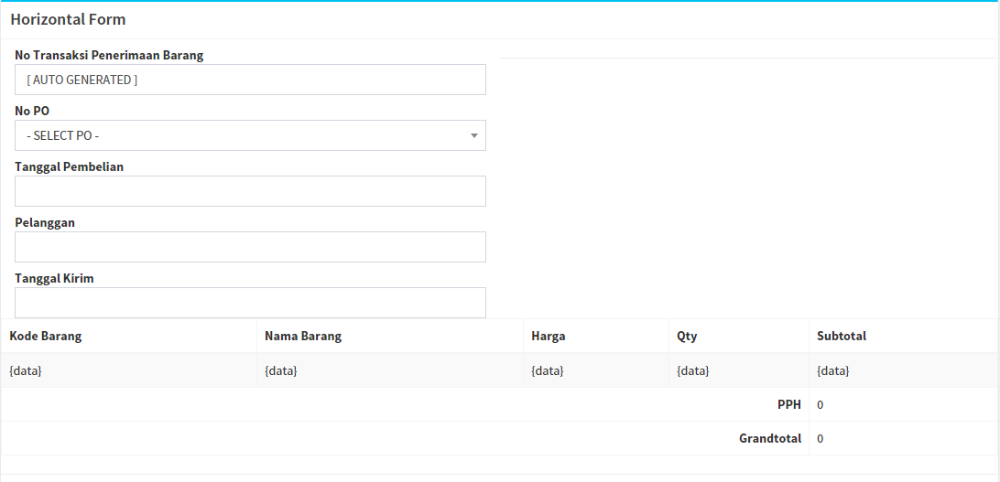 Horizontal Form
No Transaksi Penerimaan Barang
[ AUTO GENERATED ]
No PO
- SELECT PO -
Tanggal Pembelian
Pelanggan
Tanggal Kirim
Kode Barang Nama Barang Harga Qty Subtotal
{data} {data} {data} {data} {data}
PPH 0
Grandtotal 0